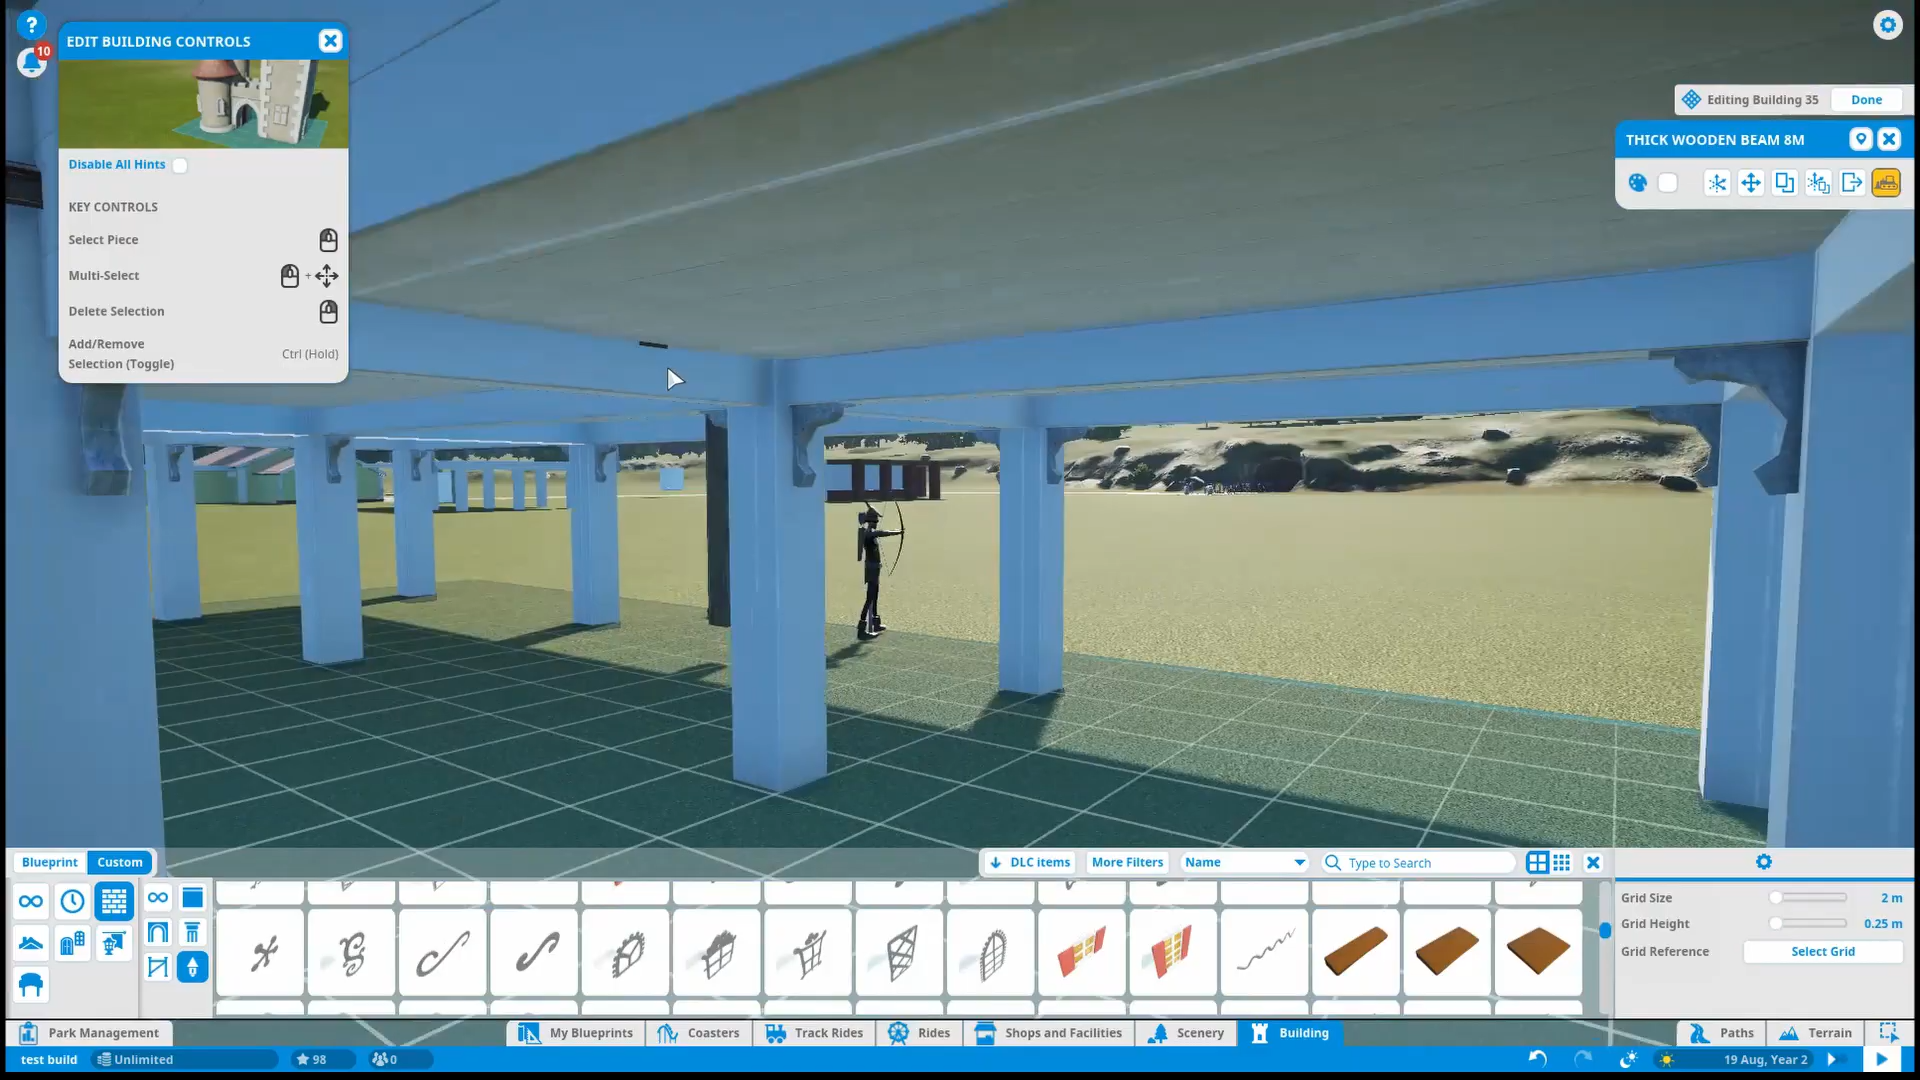 ?
10
EDIT BUILDING CONTROLS
Disable All Hints
KEY CONTROLS
Select Piece
Multi-Select
+
Delete Selection
Add/Remove
Selection (Toggle)
Ctrl (Hold)
Editing Building 35
Done
THICK WOODEN BEAM 8M
Blueprint
Custom
DLC items
More Filters
Name
Type to Search
Grid Size
2 m
Grid Height
0.25 m
Grid Reference
Select Grid
Park Management
My Blueprints
Coasters
Track Rides
Rides
Shops and Facilities
Scenery
Building
Paths
Terrain
test build
Unlimited
98
0
19 Aug, Year 2